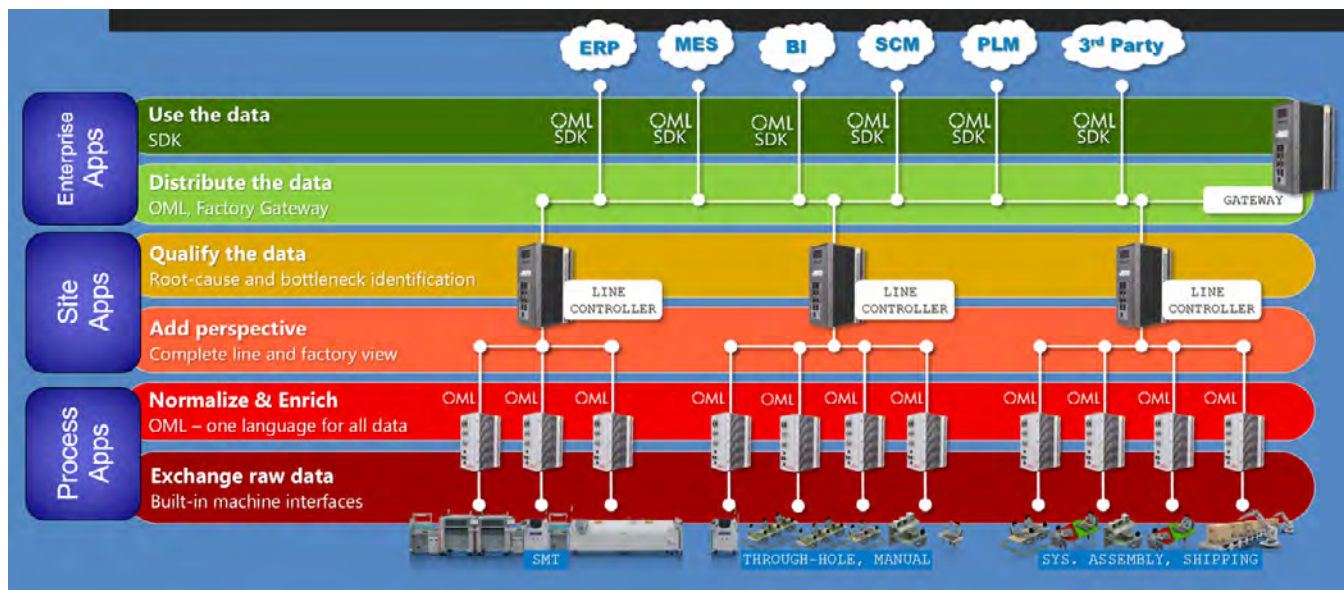 ERP
MES
BI
SCM
PLM
3rd Party
Enterprise
Apps
Use the data
SDK
OML
SDK
OML
SDK
OML
SDK
OML
SDK
OML
SDK
OML
SDK
Distribute the data
OML, Factory Gateway
GATEWAY
Site
Apps
Qualify the data
Root-cause and bottleneck identification
LINE
CONTROLLER
LINE
CONTROLLER
LINE
CONTROLLER
Add perspective
Complete line and factory view
Process
Apps
Normalize & Enrich
OML – one language for all data
OML
OML
OML
OML
OML
OML
OML
OML
OML
OML
OML
Exchange raw data
Built-in machine interfaces
SMT
THROUGH-HOLE, MANUAL
SYS. ASSEMBLY, SHIPPING